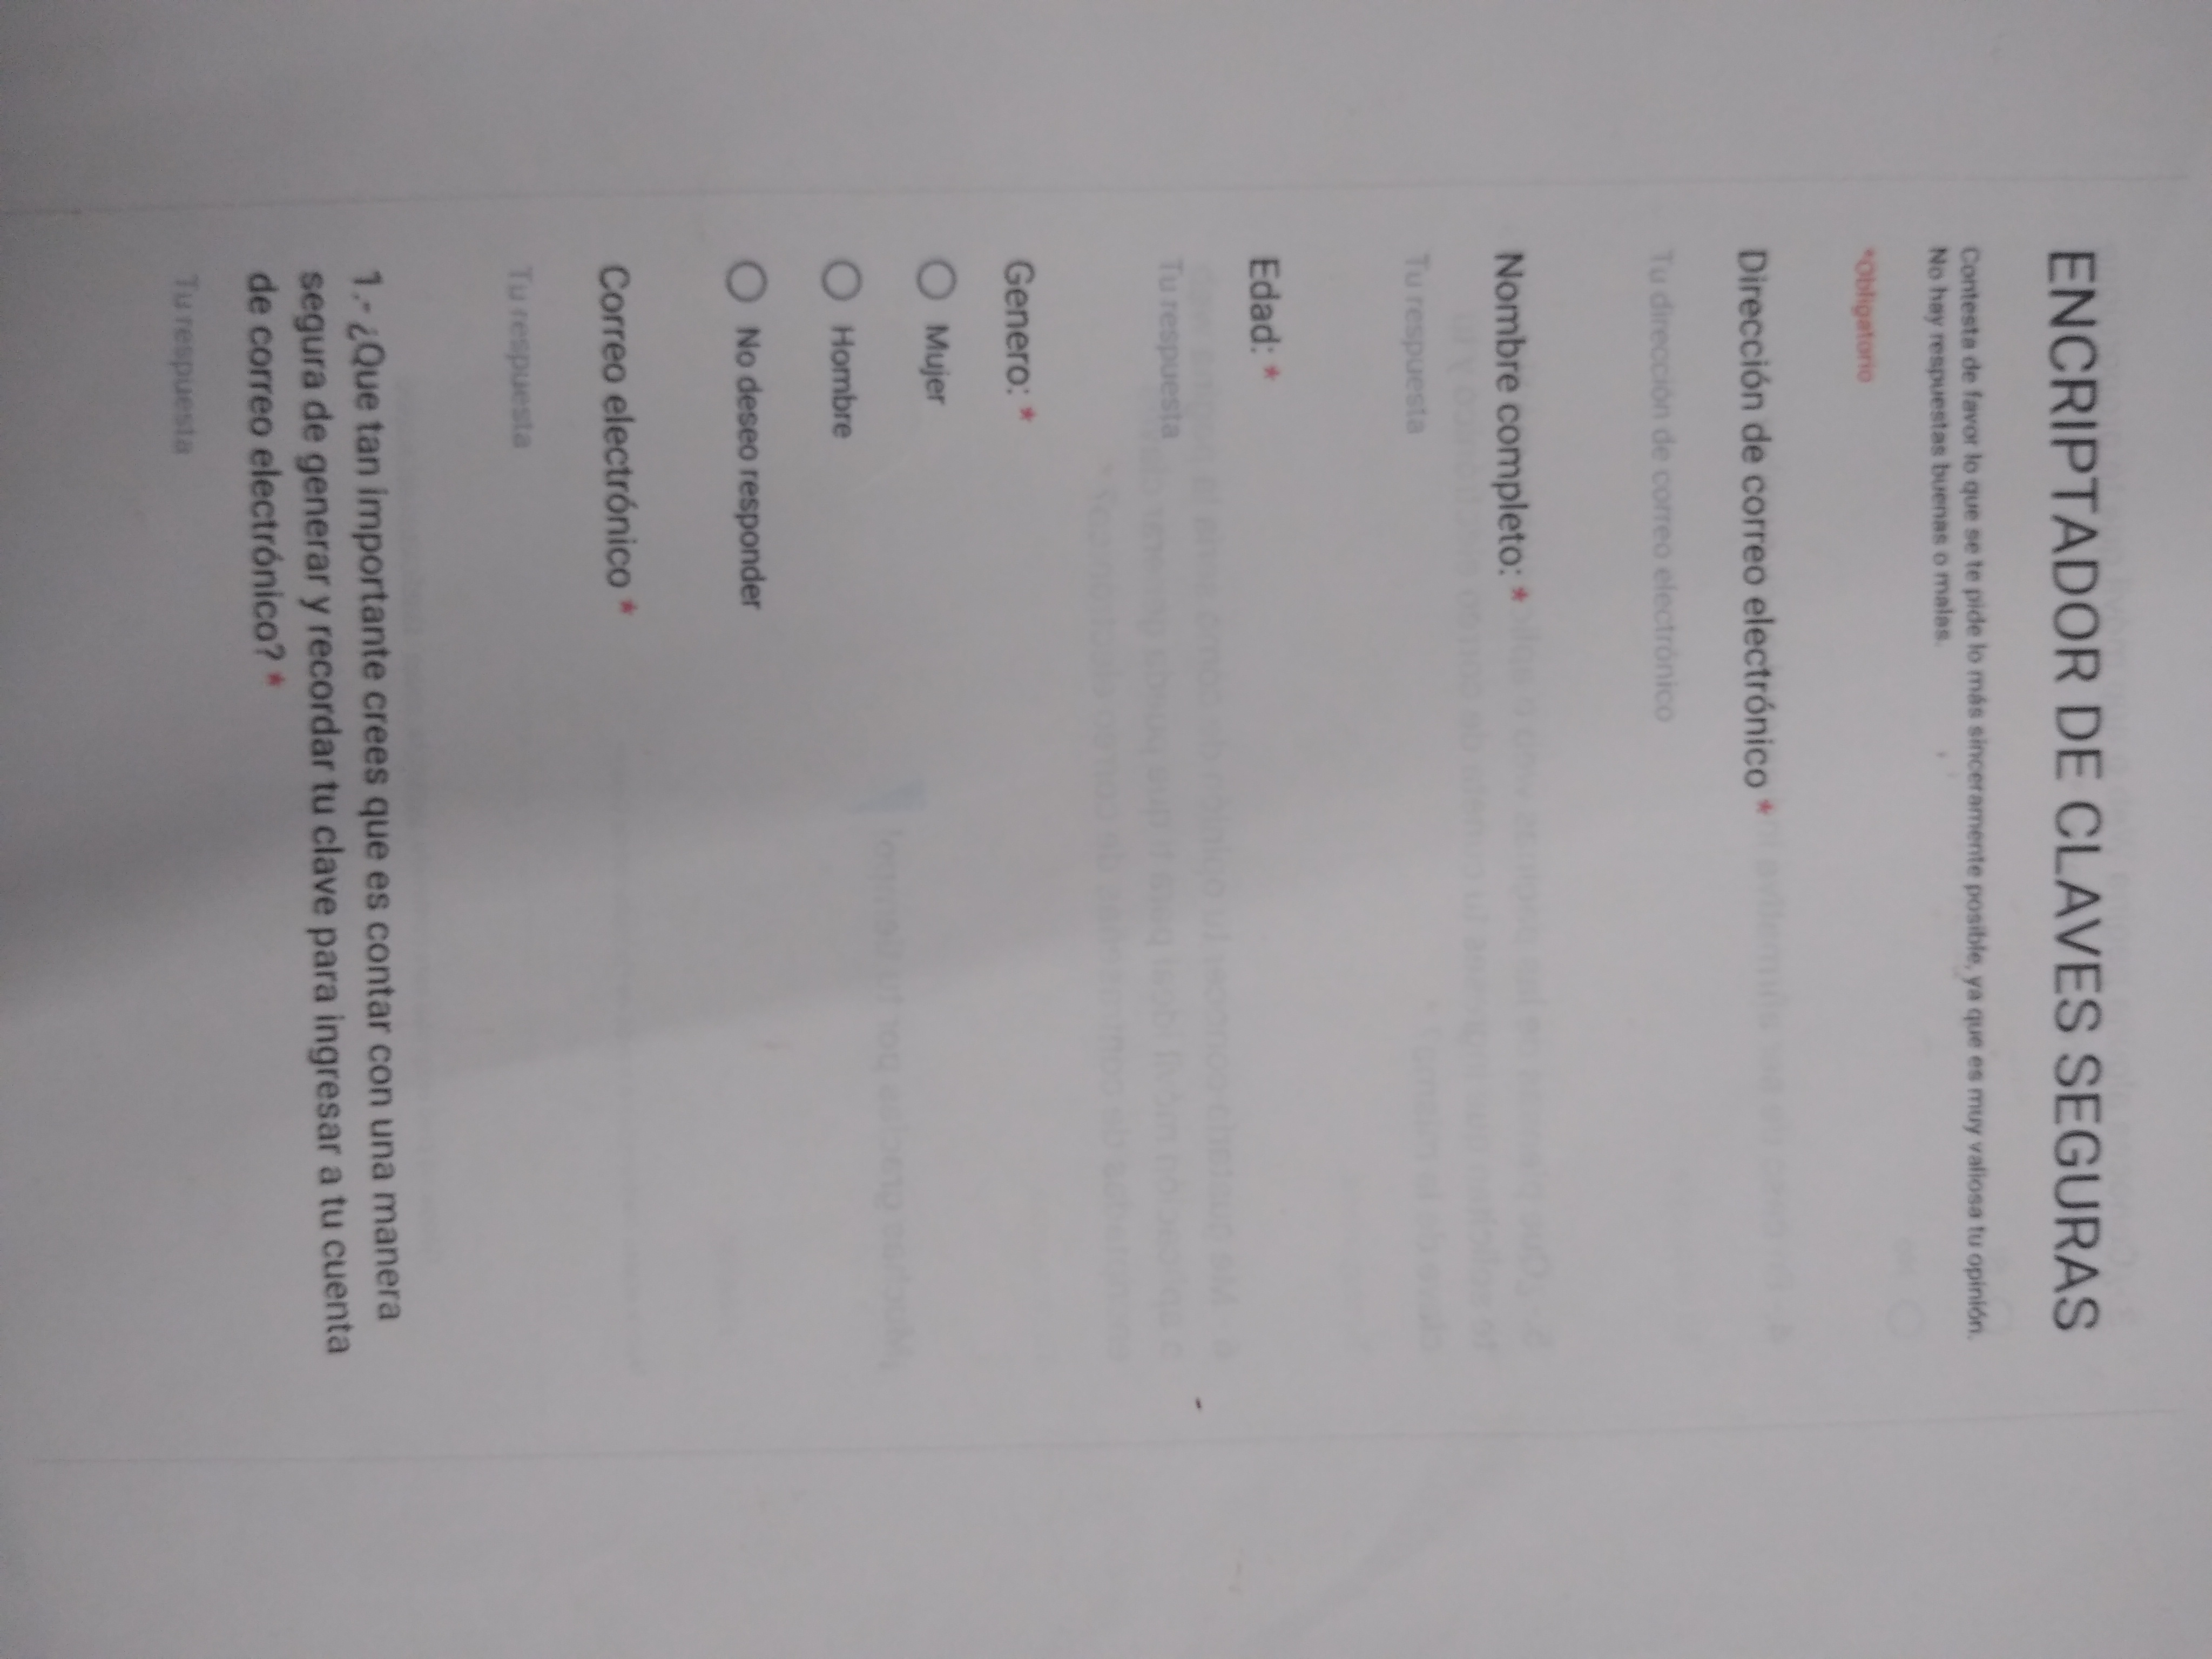 ENCRIPTADOR DE CLAVES SEGURAS
Contesta de favor lo que se te pide lo más sinceramente posible, ya que es muy valiosa tu opinión.
No hay respuestas buenas o malas.
*Obligatorio
Dirección de correo electrónico *
Tu dirección de correo electrónico
Nombre completo: *
Tu respuesta
Edad: *
Tu respuesta
Genero: *
Mujer
Hombre
No deseo responder
Correo electrónico *
Tu respuesta
1.- ¿Que tan importante crees que es contar con una manera
segura de generar y recordar tu clave para ingresar a tu cuenta
de correo electrónico? *
Tu respuesta